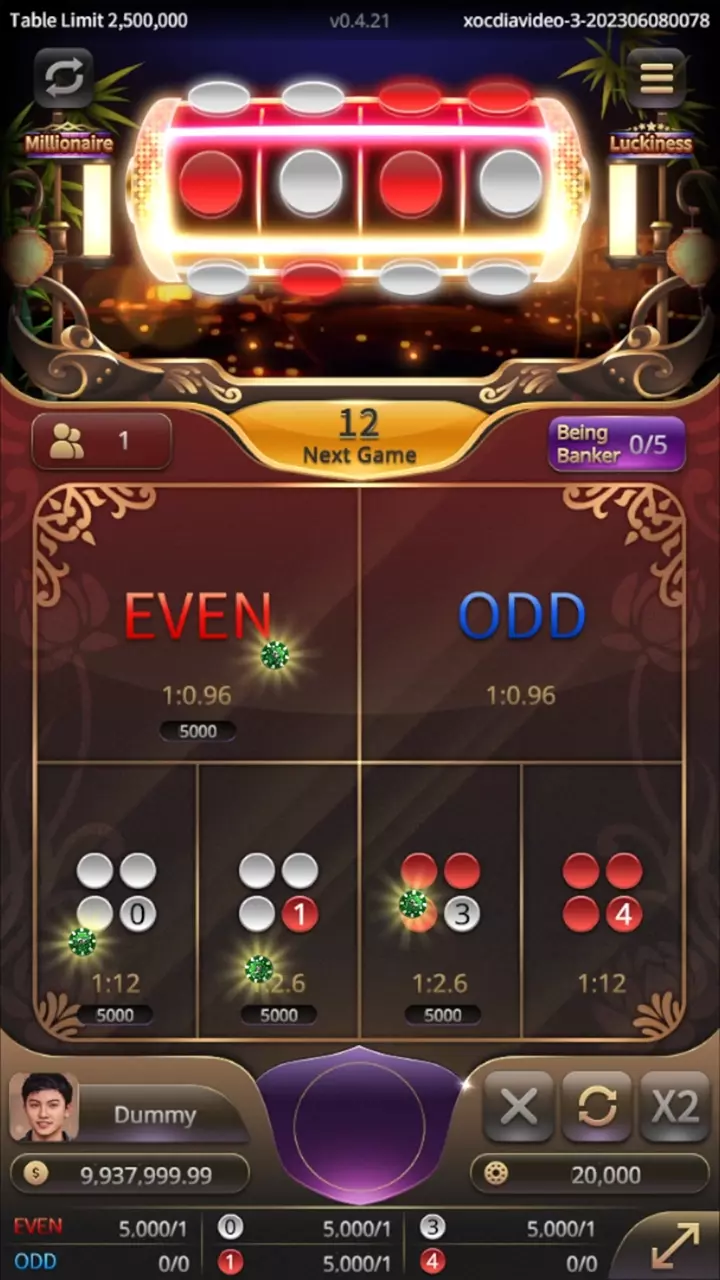 Table Limit 2,500,000
v0.4.21
xocdiavideo-3-202306080078
Millionaire
Luckiness
1
12
Next Game
Being
Banker
0/5
EVEN
ODD
1:0.96
1:0.96
5000
0
1
3
4
1:12
2.6
1:2.6
1:12
5000
5000
5000
Dummy
X2
$ 9,937,999.99
20,000
EVEN 5,000/1 0 5,000/1 3 5,000/1
ODD 0/0 1 5,000/1 4 0/0